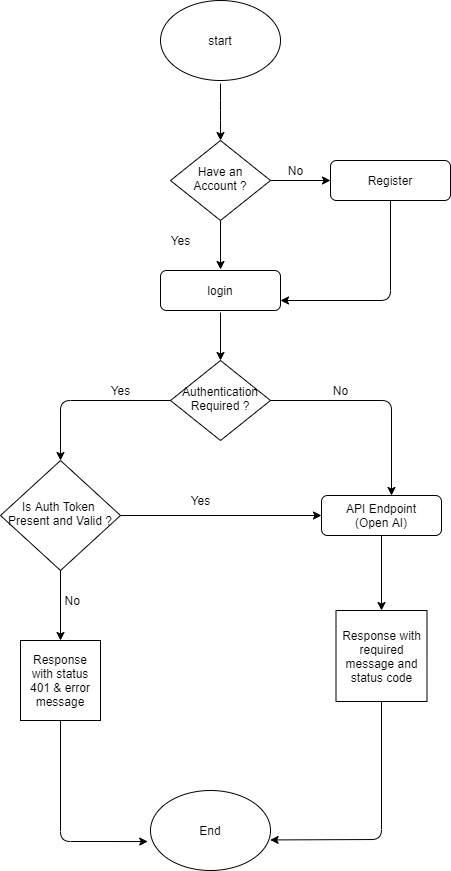 start
Have an
Account ?
No
Register
Yes
login
Yes
Authentication
Required ?
No
Is Auth Token
Present and Valid ?
Yes
API Endpoint
(Open AI)
No
Response
with status
401 & error
message
Response with
required
message and
status code
End